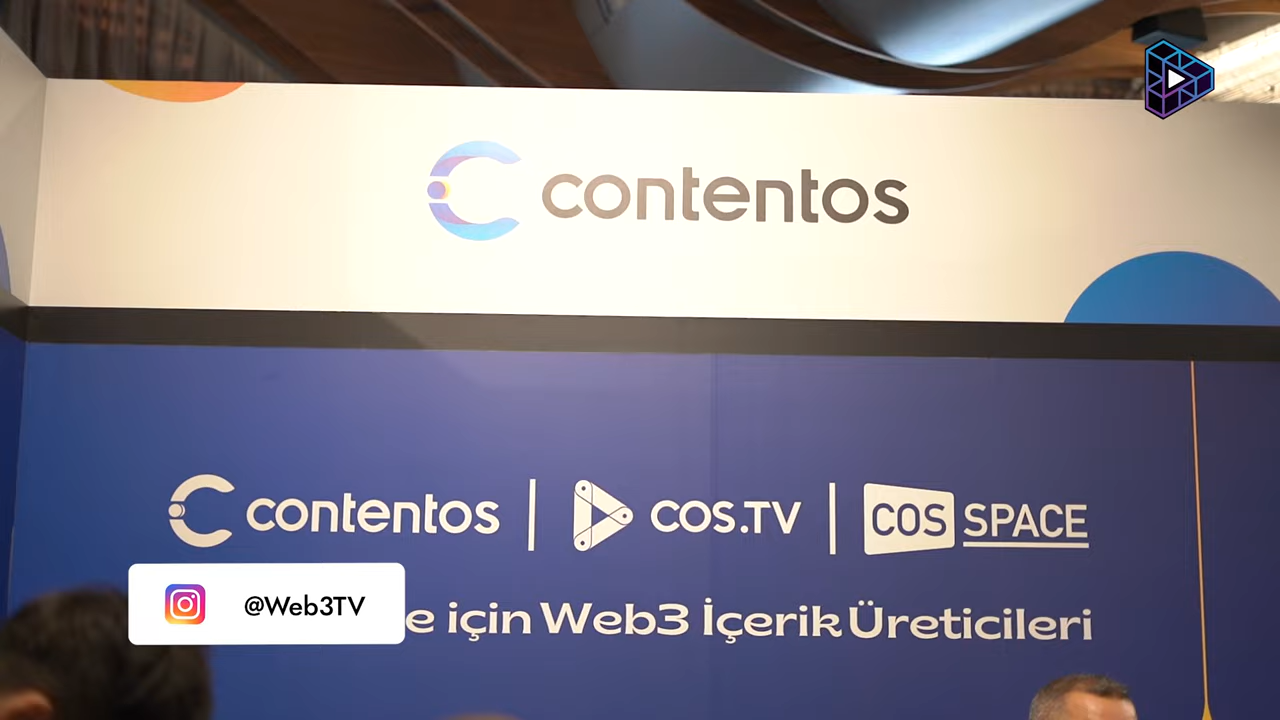 contentos
contentos | COS.TV | COS SPACE
için Web3 İçerik Üreticileri
@Web3TV